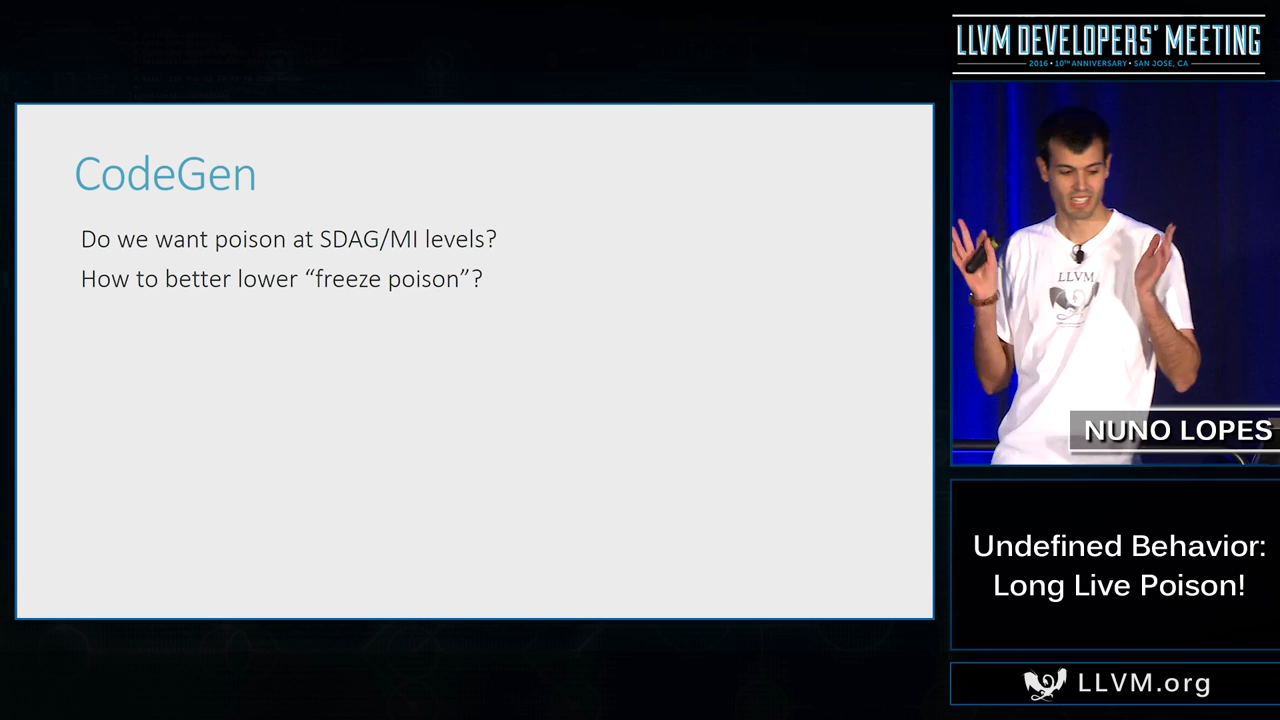 LLVM DEVELOPERS' MEETING
2016 • 10TH ANNIVERSARY • SAN JOSE, CA
CodeGen
Do we want poison at SDAG/MI levels?
How to better lower “freeze poison”?
LLVM
NUNO LOPES
Undefined Behavior:
Long Live Poison!
LLVM.org